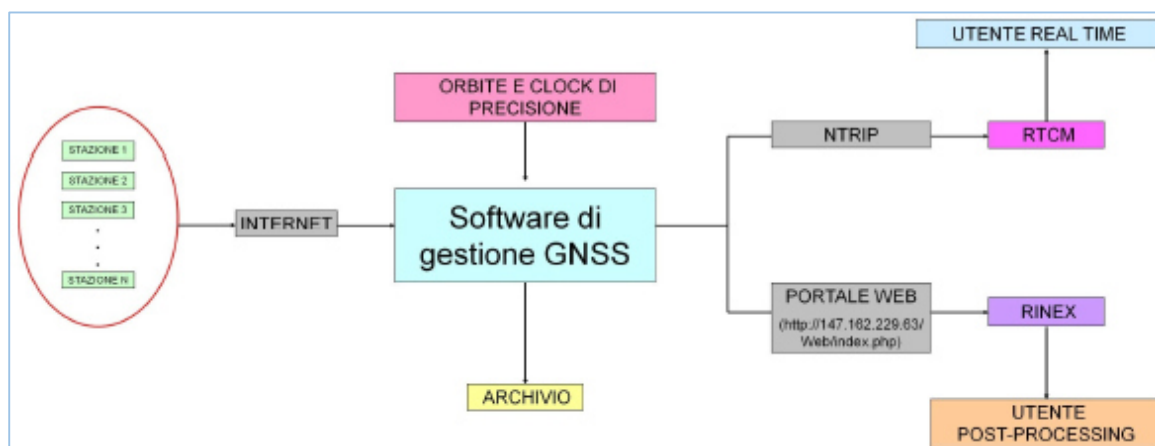 UTENTE REAL TIME
ORBITE E CLOCK DI
PRECISIONE
NTRIP
RTCM
STAZIONE 1
STAZIONE 2
STAZIONE 3
.
.
.
STAZIONE N
INTERNET
Software di
gestione GNSS
PORTALE WEB
(http://147.162.229.63/
Web/index.php)
RINEX
ARCHIVIO
UTENTE
POST-PROCESSING